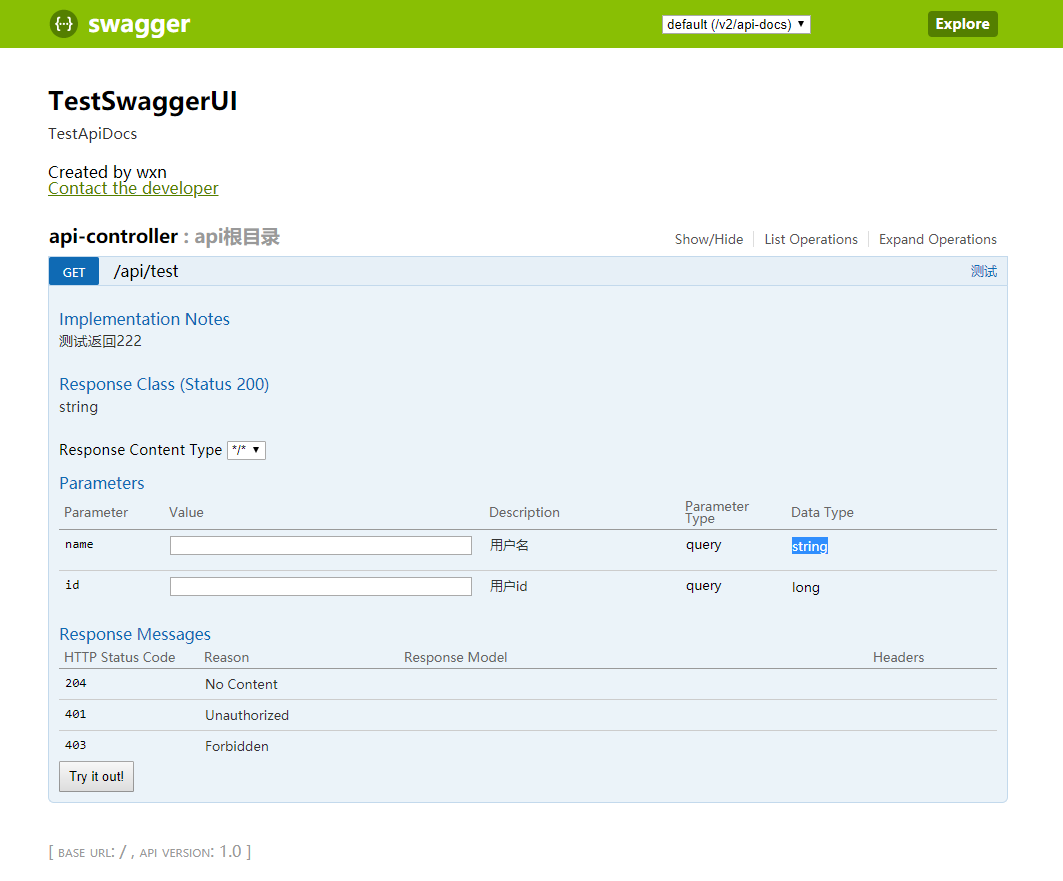 {···} swagger default (/v2/api-docs) Explore
TestSwaggerUI
TestApiDocs
Created by wxn
Contact the developer
api-controller : api根目录 Show/Hide List Operations Expand Operations
GET /api/test 测试
Implementation Notes
测试返回222
Response Class (Status 200)
string
Response Content Type */*
Parameters
Parameter Value Description Parameter Type Data Type
name 用户名 query string
id 用户id query long
Response Messages
HTTP Status Code Reason Response Model Headers
204 No Content
401 Unauthorized
403 Forbidden
Try it out!
[ BASE URL: / , API VERSION: 1.0 ]